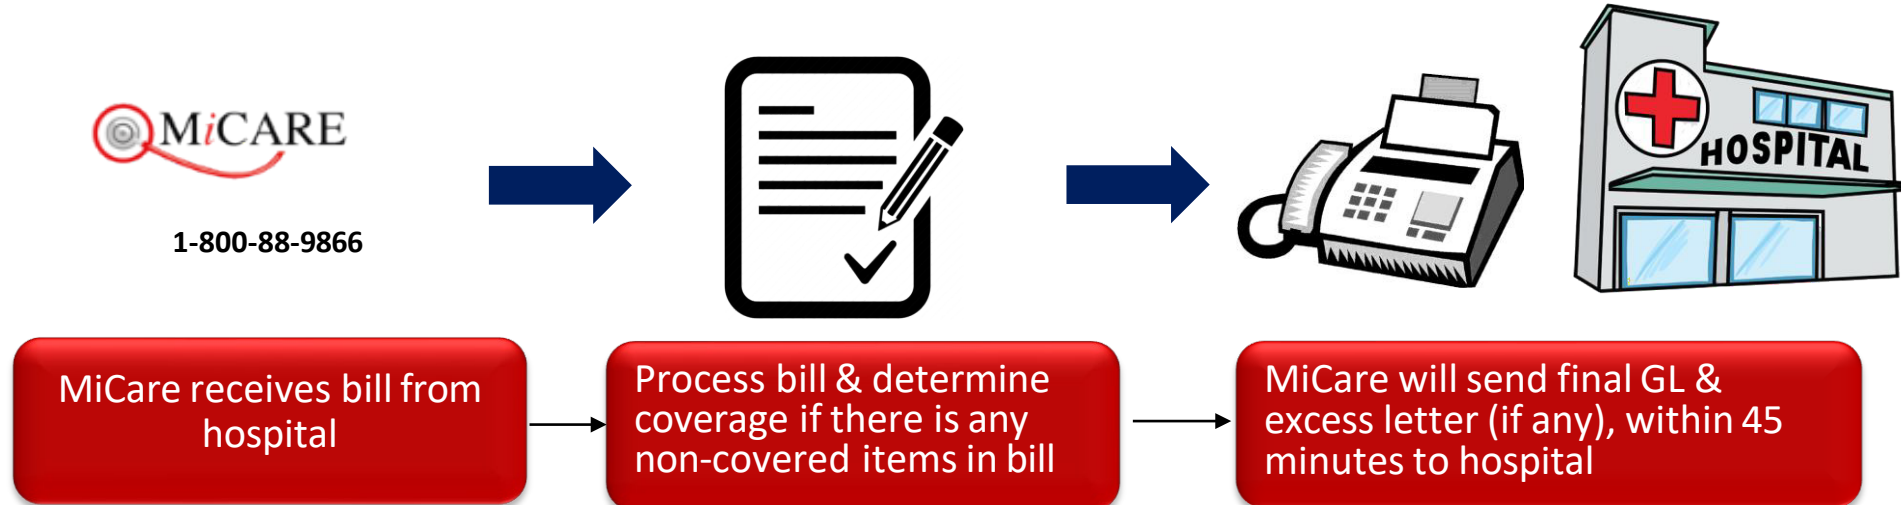 MiCARE
1-800-88-9866
HOSPITAL
MiCare receives bill from
hospital
Process bill & determine
coverage if there is any
non-covered items in bill
MiCare will send final GL &
excess letter (if any), within 45
minutes to hospital